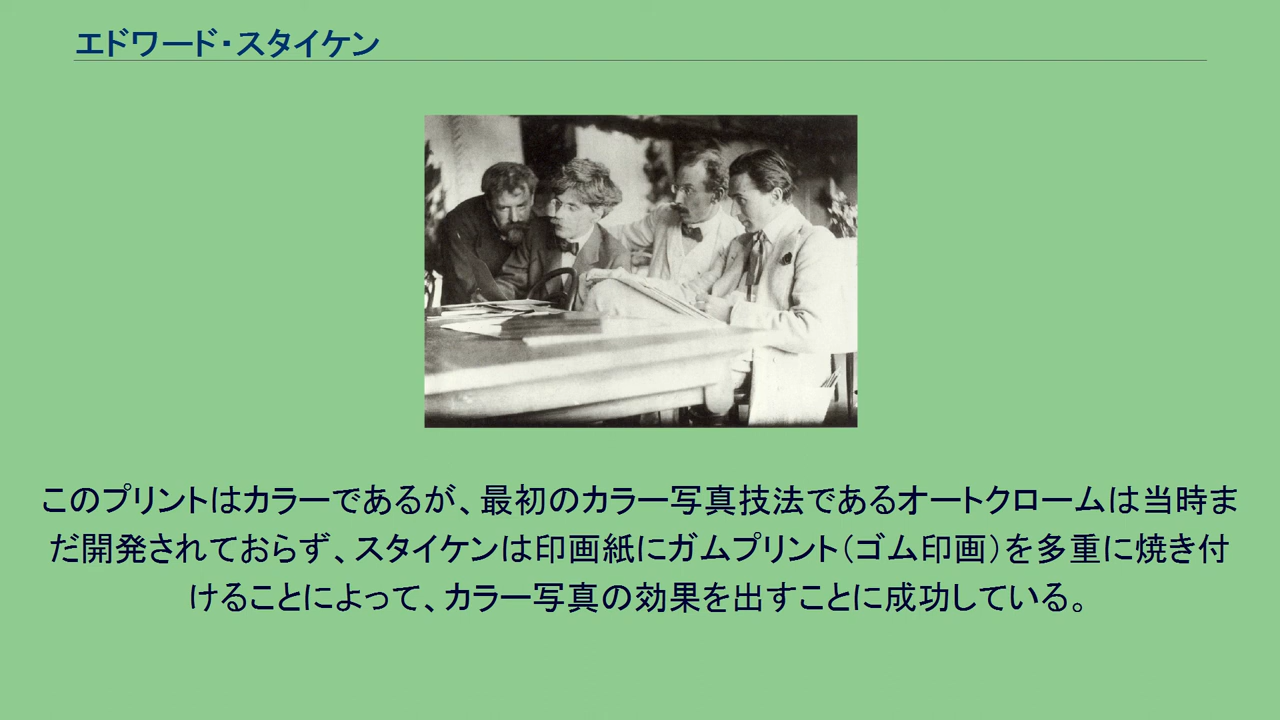 エドワード・スタイケン
このプリントはカラーであるが、最初のカラー写真技法であるオートクロームは当時ま
だ開発されておらず、スタイケンは印画紙にガムプリント（ゴム印画）を多重に焼き付
けることによって、カラー写真の効果を出すことに成功している。